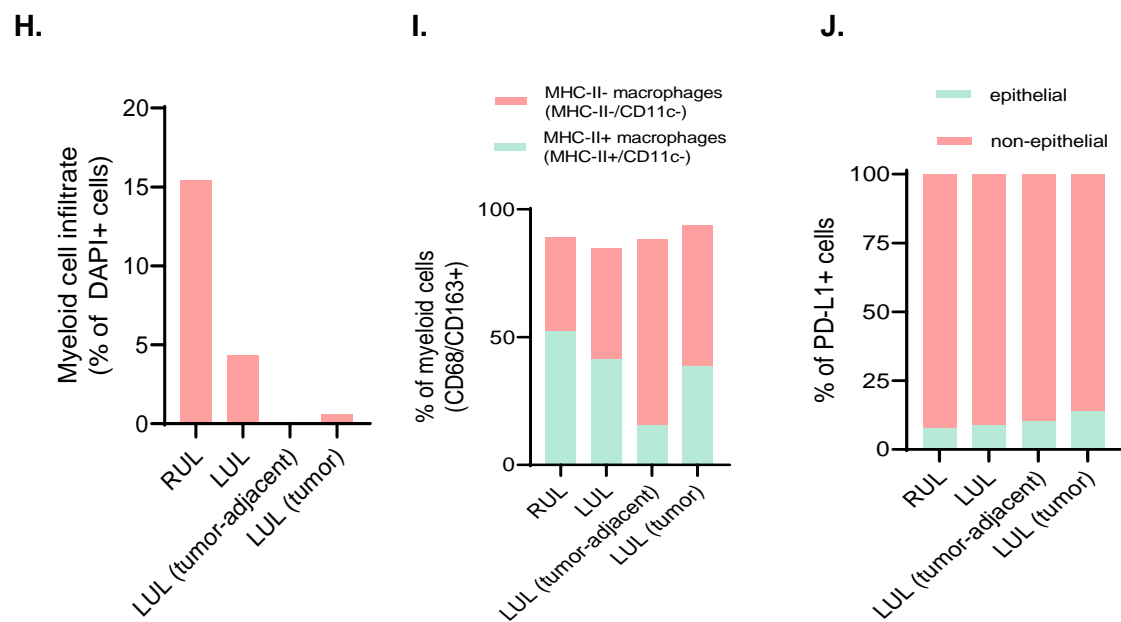 H.
Myeloid cell infiltrate
(% of DAPI+ cells)
20
15
10
5
0
RUL
LUL
LUL (tumor-adjacent)
LUL (tumor)
I.
MHC-II- macrophages
(MHC-II-/CD11c-)
MHC-II+ macrophages
(MHC-II+/CD11c-)
% of myeloid cells
(CD68/CD163+)
100
50
0
RUL
LUL
LUL (tumor-adjacent)
LUL (tumor)
J.
epithelial
non-epithelial
% of PD-L1+ cells
100
75
50
25
0
RUL
LUL
LUL (tumor-adjacent)
LUL (tumor)